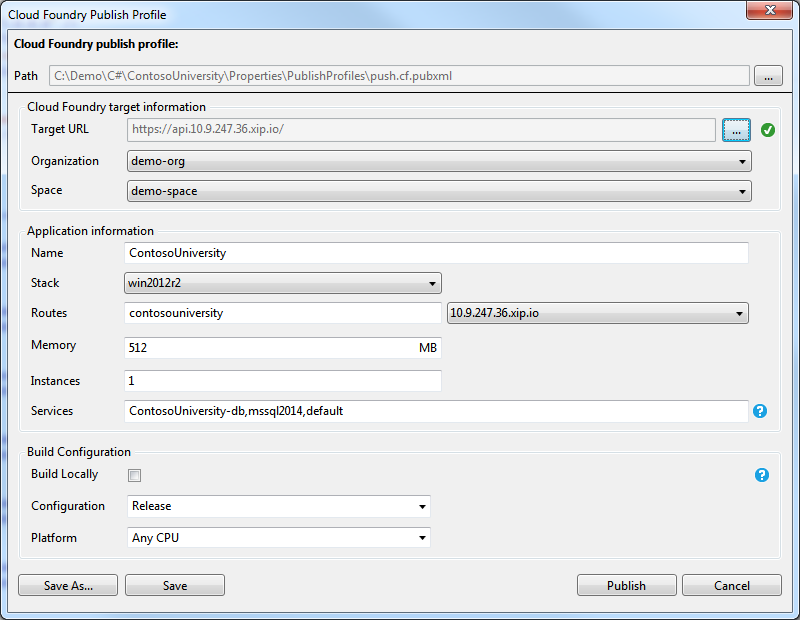 Cloud Foundry Publish Profile
Cloud Foundry publish profile:
Path C:\Demo\C#\ContosoUniversity\Properties\PublishProfiles\push.cf.pubxml ...
Cloud Foundry target information
Target URL https://api.10.9.247.36.xip.io/ ...
Organization demo-org
Space demo-space
Application information
Name ContosoUniversity
Stack win2012r2
Routes contosouniversity 10.9.247.36.xip.io
Memory 512 MB
Instances 1
Services ContosoUniversity-db,mssql2014,default ?
Build Configuration
Build Locally ?
Configuration Release
Platform Any CPU
Save As... Save Publish Cancel